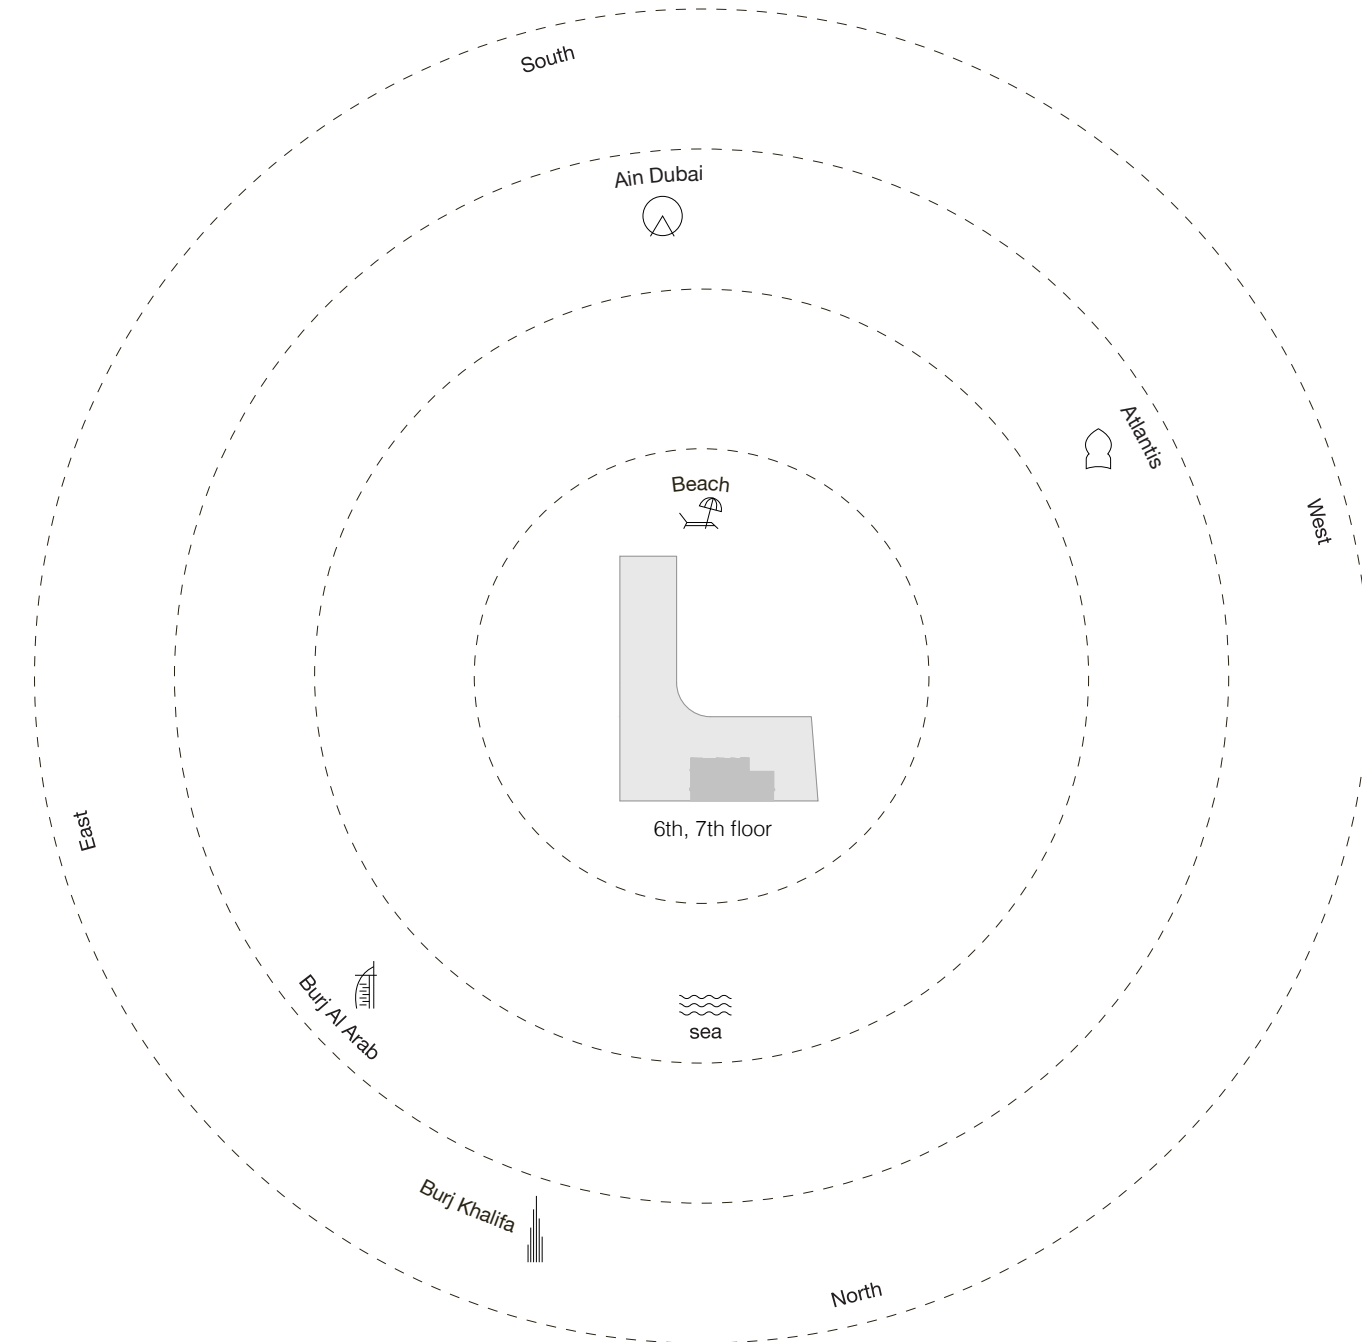 South
Ain Dubai
Atlantis
Beach
West
6th, 7th floor
East
Burj Al Arab
sea
Burj Khalifa
North